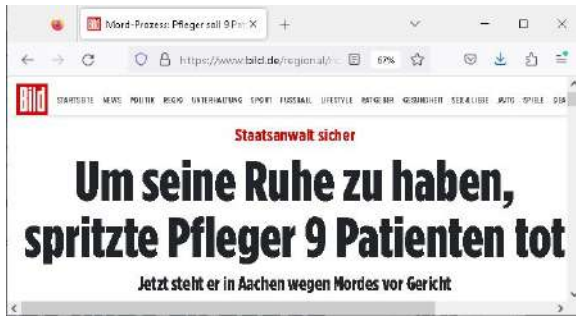 Mord-Prozess: Pfleger soll 9 Pa
https://www.bild.de/regional/
67%
Bild
STARTSEITE NEWS POLITIK REGIO UNTERHALTUNG SPORT FUSSBALL LIFESTYLE RATGEBER GESUNDHEIT SEX & LIEBE AUTO SPIELE DEA
Staatsanwalt sicher
Um seine Ruhe zu haben,
spritzte Pfleger 9 Patienten tot
Jetzt steht er in Aachen wegen Mordes vor Gericht